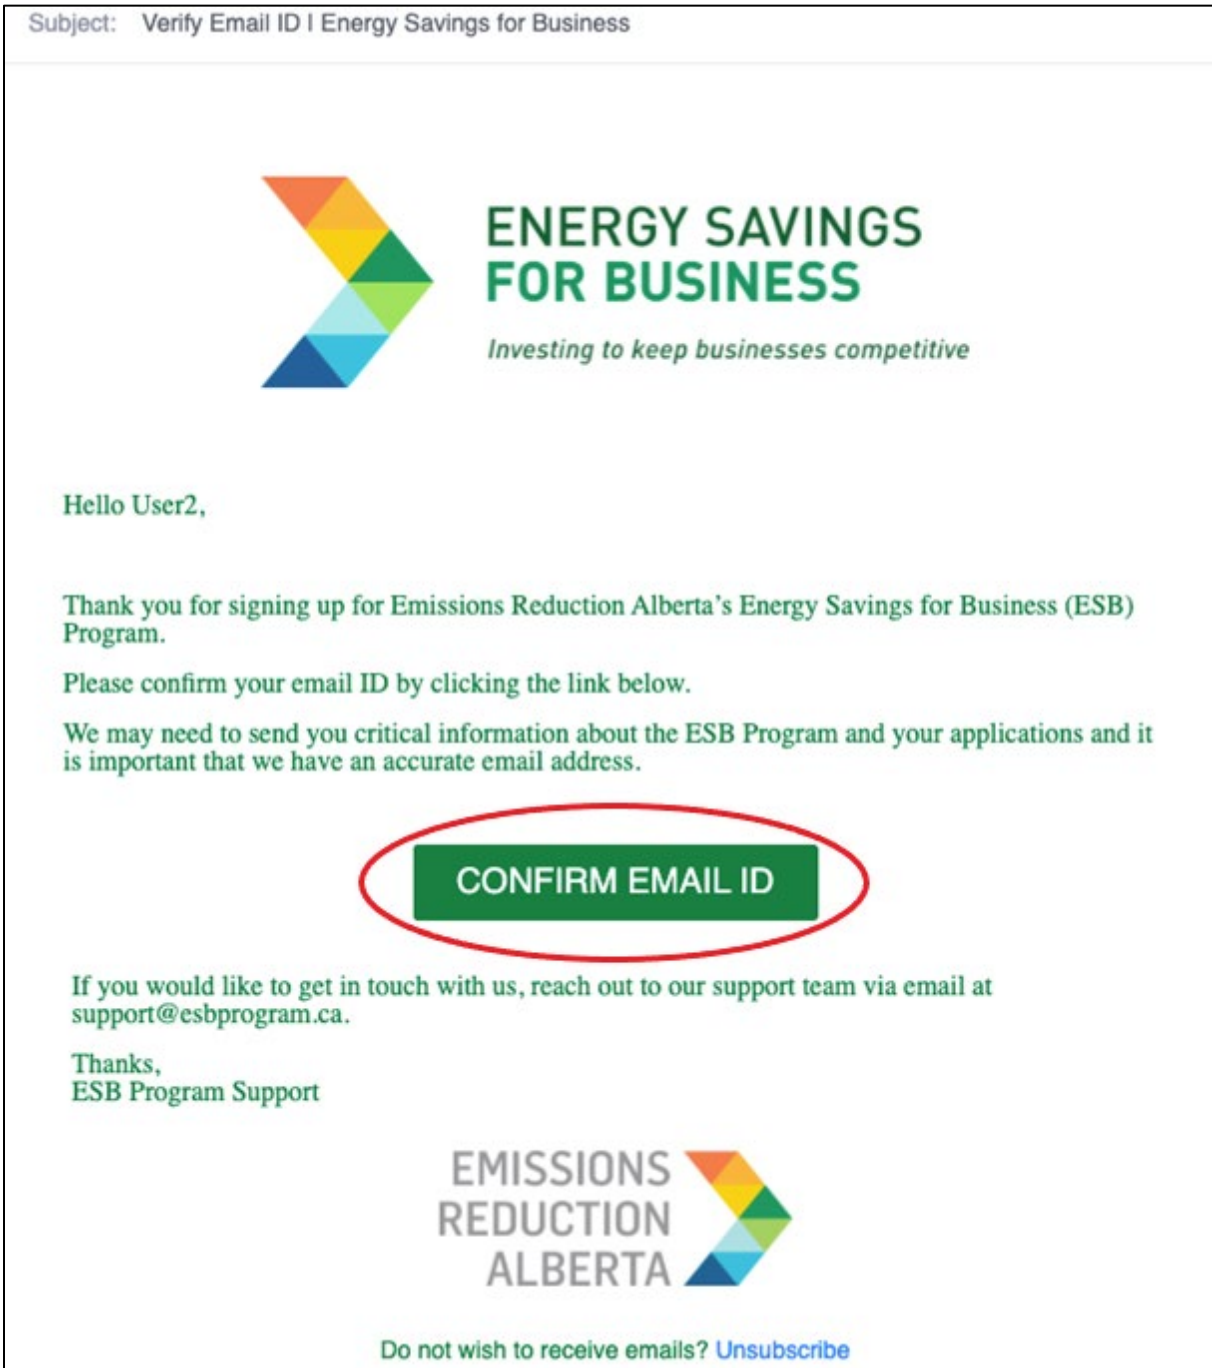 Subject: Verify Email ID l Energy Savings for Business
ENERGY SAVINGS
FOR BUSINESS
Investing to keep businesses competitive
Hello User2,
Thank you for signing up for Emissions Reduction Alberta’s Energy Savings for Business (ESB)
Program.
Please confirm your email ID by clicking the link below.
We may need to send you critical information about the ESB Program and your applications and it
is important that we have an accurate email address.
CONFIRM EMAIL ID
If you would like to get in touch with us, reach out to our support team via email at
support@esbprogram.ca.
Thanks,
ESB Program Support
EMISSIONS
REDUCTION
ALBERTA
Do not wish to receive emails? Unsubscribe